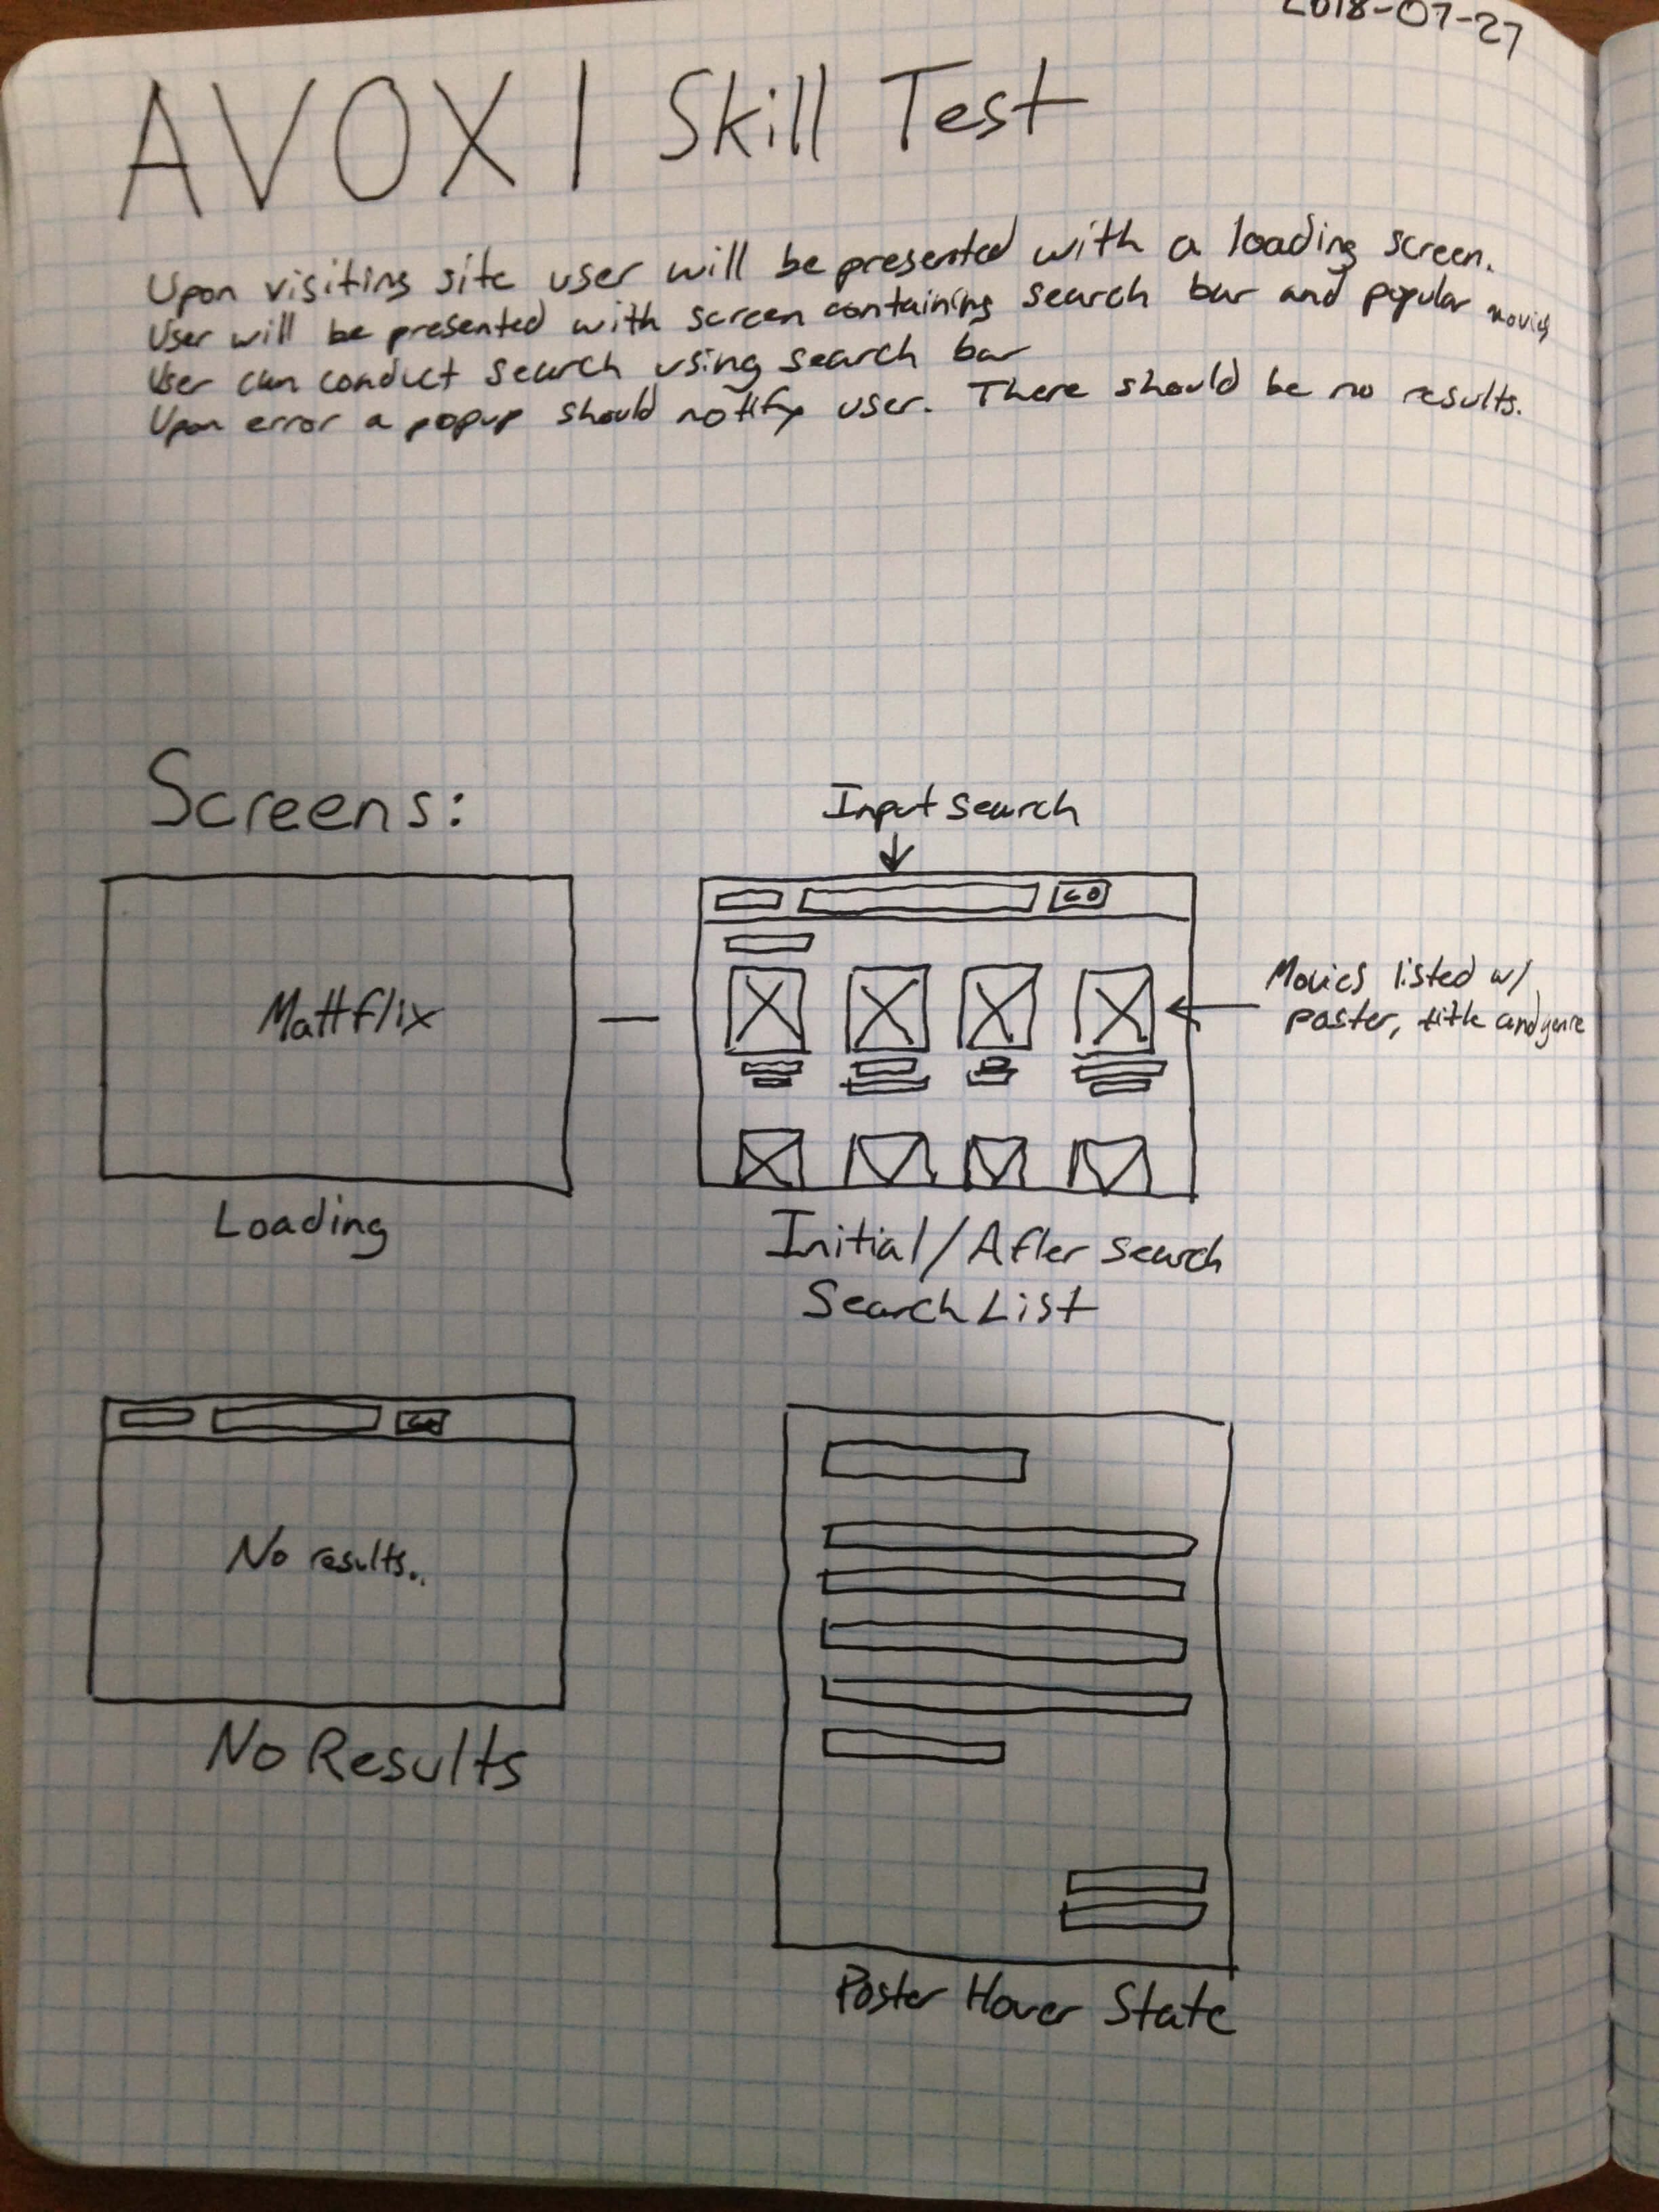 2018-07-27
AVOXI Skill Test
Upon visiting site user will be presented with a loading screen.
User will be presented with screen containing search bar and popular movies
User can conduct search using search bar
Upon error a popup should notify user. There should be no results.
Screens:
Input search
GO
Mattflix
Movies listed w/
poster, title and genre
Loading
Initial/After search
Search List
GO
No results..
No Results
Poster Hover State